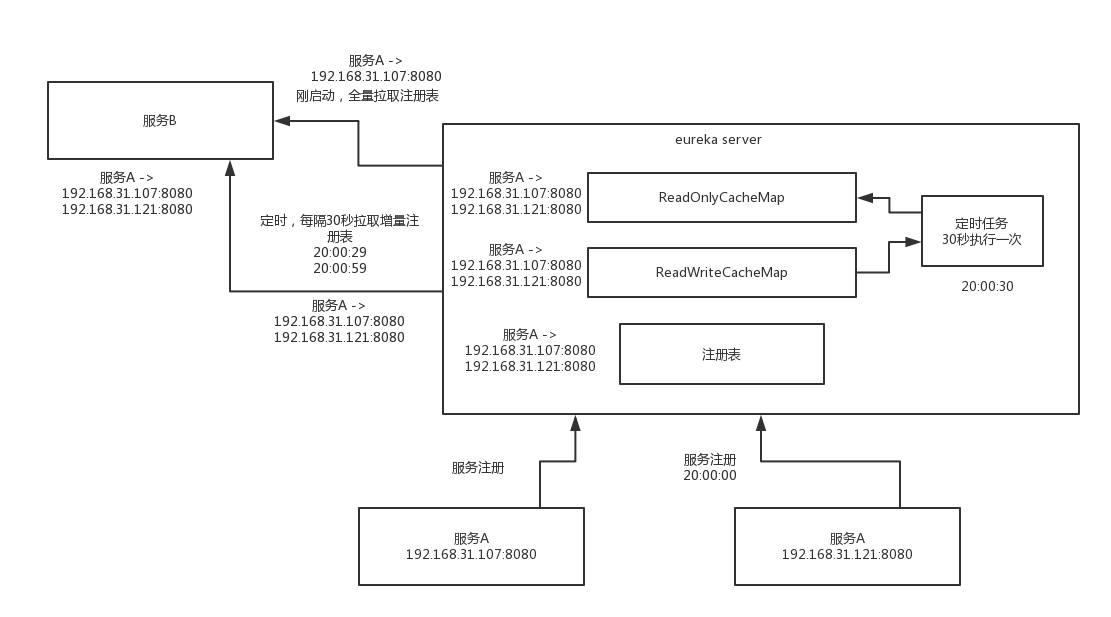 服务A ->
192.168.31.107:8080
刚启动，全量拉取注册表
服务B
服务A ->
192.168.31.107:8080
192.168.31.121:8080
定时，每隔30秒拉取增量注
册表
20:00:29
20:00:59
服务A ->
192.168.31.107:8080
192.168.31.121:8080
eureka server
服务A ->
192.168.31.107:8080
192.168.31.121:8080
ReadOnlyCacheMap
定时任务
30秒执行一次
20:00:30
服务A ->
192.168.31.107:8080
192.168.31.121:8080
ReadWriteCacheMap
服务A ->
192.168.31.107:8080
192.168.31.121:8080
注册表
服务注册
服务注册
20:00:00
服务A
192.168.31.107:8080
服务A
192.168.31.121:8080